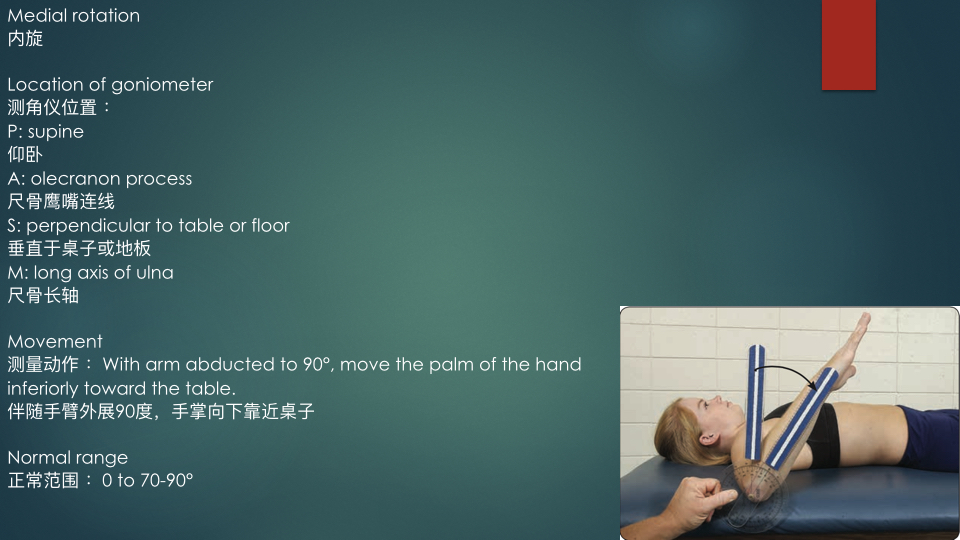 Medial rotation
内旋
Location of goniometer
测角仪位置：
P: supine
仰卧
A: olecranon process
尺骨鹰嘴连线
S: perpendicular to table or floor
垂直于桌子或地板
M: long axis of ulna
尺骨长轴
Movement
测量动作： With arm abducted to 90°, move the palm of the hand
inferiorly toward the table.
伴随手臂外展90度，手掌向下靠近桌子
Normal range
正常范围： 0 to 70-90°